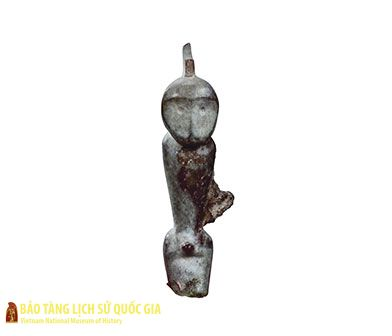 BẢO TÀNG LỊCH SỬ QUỐC GIA
Vietnam National Museum of History